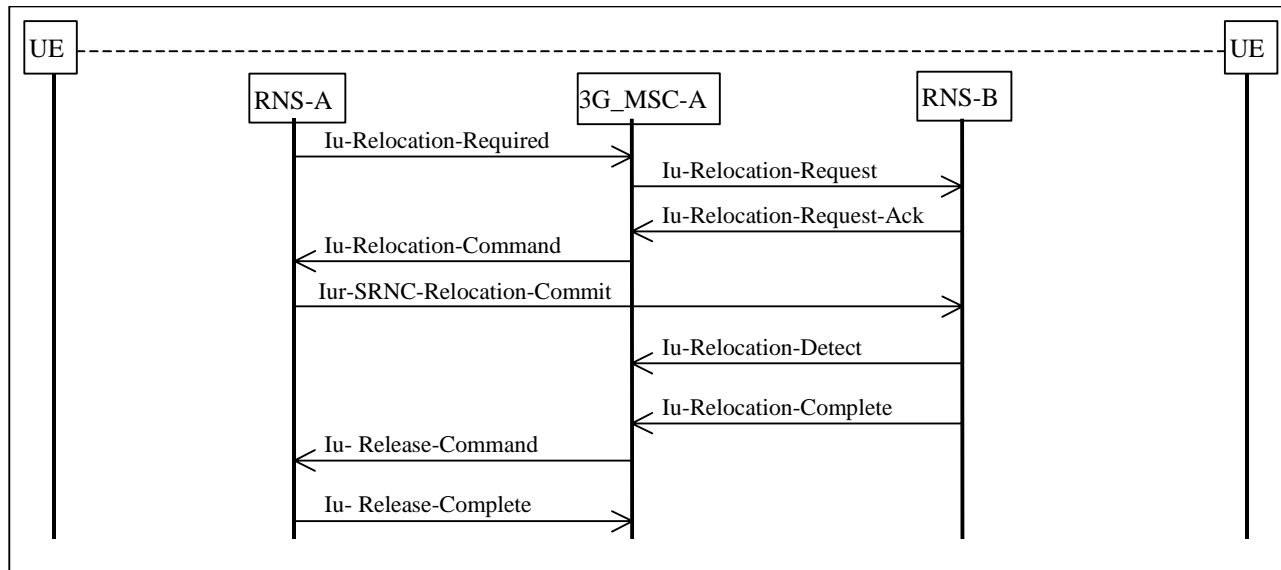 UE
UE
RNS-A
3G_MSC-A
RNS-B
Iu-Relocation-Required
Iu-Relocation-Request
Iu-Relocation-Request-Ack
Iu-Relocation-Command
Iur-SRNC-Relocation-Commit
Iu-Relocation-Detect
Iu-Relocation-Complete
Iu- Release-Command
Iu- Release-Complete